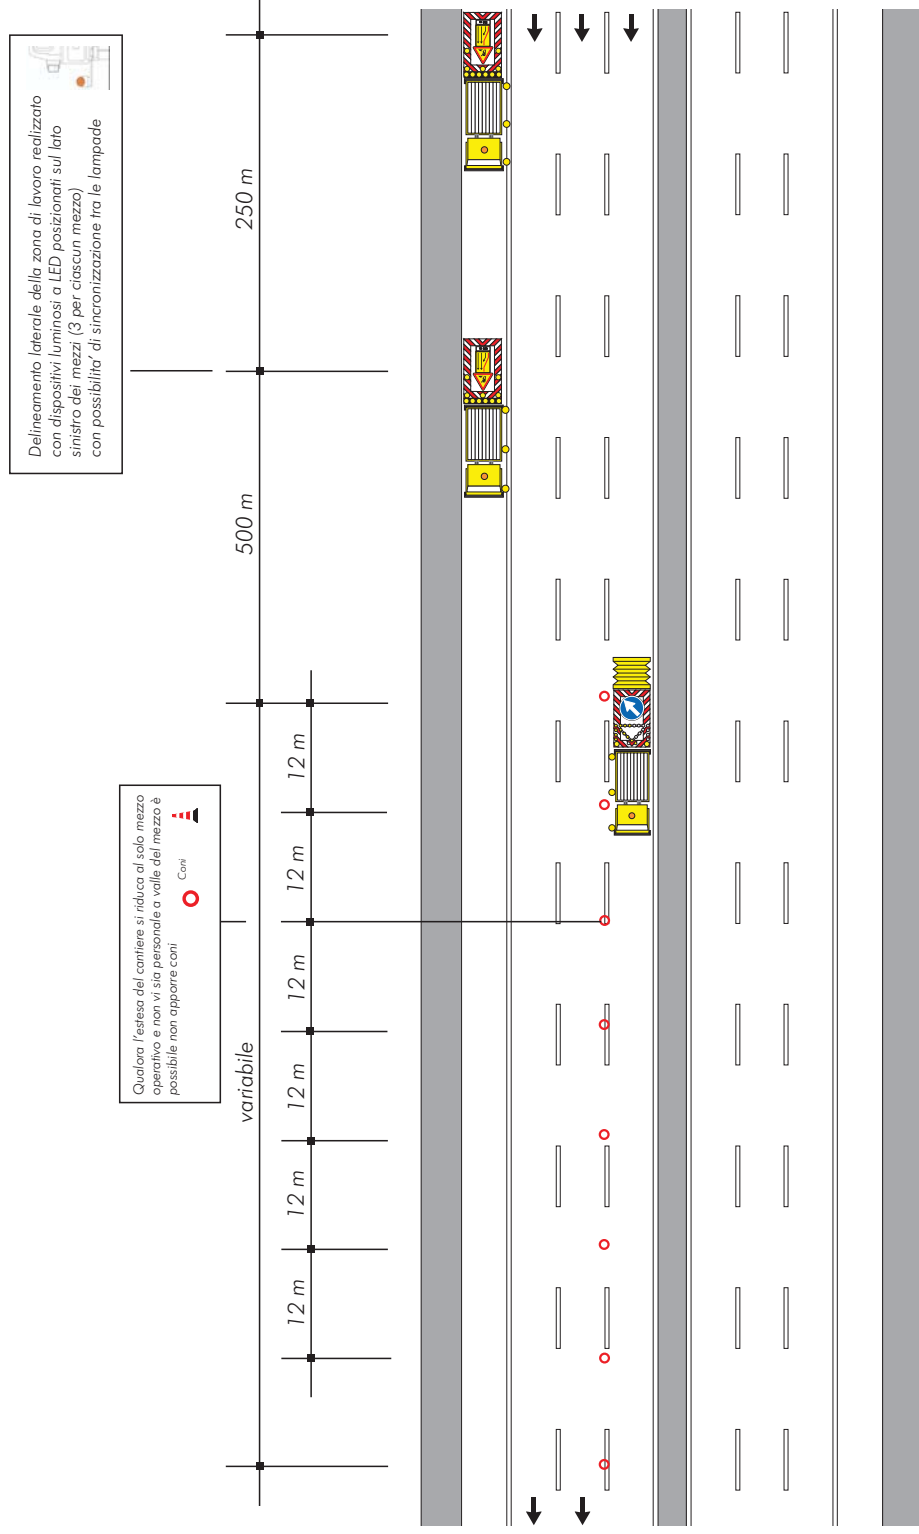 Delineamento laterale della zona di lavoro realizzato
con dispositivi luminosi a LED posizionati sul lato
sinistro dei mezzi (3 per ciascun mezzo)
con possibilita' di sincronizzazione tra le lampade
250 m
500 m
12 m
12 m
12 m
12 m
12 m
12 m
variabile
Qualora l'estesa del cantiere si riduca al solo mezzo
operativo e non vi sia personale a valle del mezzo è
possibile non apporre coni
Coni